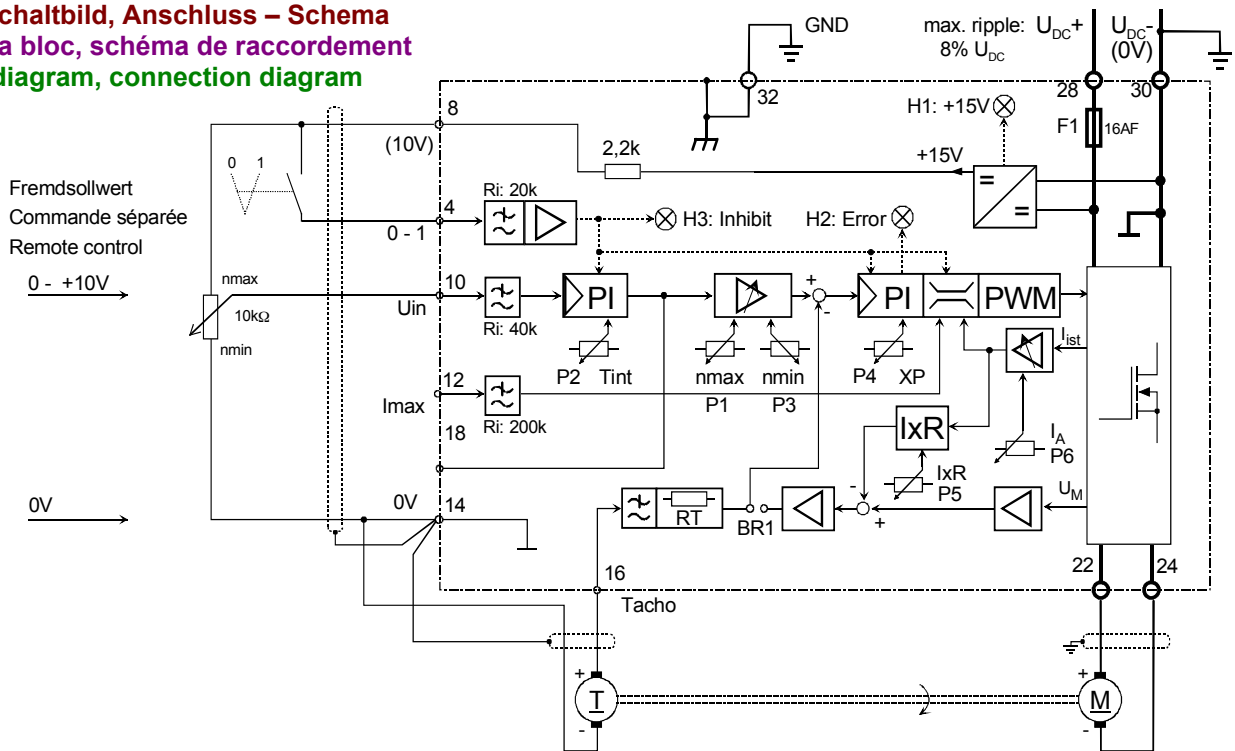 chaltbild, Anschluss – Schema
a bloc, schéma de raccordement
diagram, connection diagram
GND
max. ripple: U_DC+ U_DC-
8% U_DC (0V)
32
28 30
8
H1: +15V
F1 16AF
(10V)
2,2k
+15V
0 1
=
=
Fremdsollwert
Commande séparée
Remote control
Ri: 20k
4
0 - 1
H3: Inhibit
H2: Error
0 - +10V
nmax
10
Uin
10kΩ
nmin
Ri: 40k
PI
+
-
PI
PWM
I_ist
P2 Tint
nmax
P1
nmin
P3
P4 XP
12
Imax
Ri: 200k
18
IxR
I_A
P6
IxR
P5
-
+
U_M
0V
0V
14
RT
BR1
22
24
16
Tacho
+
T
-
+
M
-